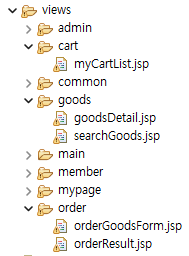 views
admin
cart
myCartList.jsp
common
goods
goodsDetail.jsp
searchGoods.jsp
main
member
mypage
order
orderGoodsForm.jsp
orderResult.jsp